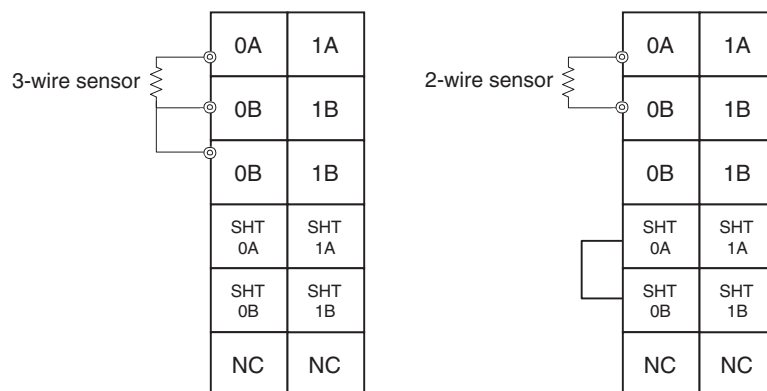 3-wire sensor
0A 1A
0B 1B
0B 1B
SHT 0A SHT 1A
SHT 0B SHT 1B
NC NC
2-wire sensor
0A 1A
0B 1B
0B 1B
SHT 0A SHT 1A
SHT 0B SHT 1B
NC NC